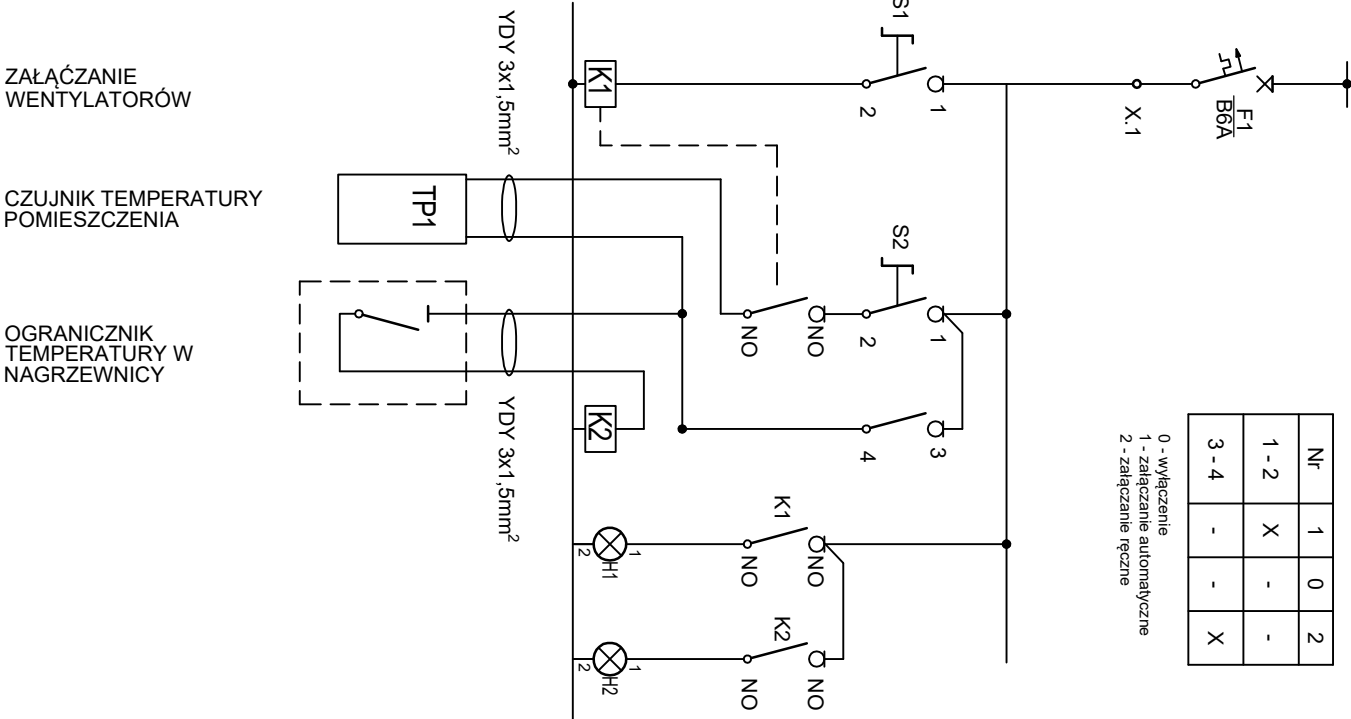 ZAŁĄĆZANIE
WENTYLATORÓW
CZUJNIK TEMPERATURY
POMIESZCZENIA
OGRANICZNIK
TEMPERATURY W
NAGRZEWNICY
YDY 3x1,5mm²
YDY 3x1,5mm²
TP1
K1
K2
S1
1
2
S2
1
2
3
4
NO
NO
K1
NO
NO
K2
NO
NO
1
H1
2
1
H2
2
X.1
F1
B6A
Nr 1 0 2
1 - 2 X - -
3 - 4 - - X
0 - wyłączenie
1 - załączanie automatyczne
2 - załączanie ręczne